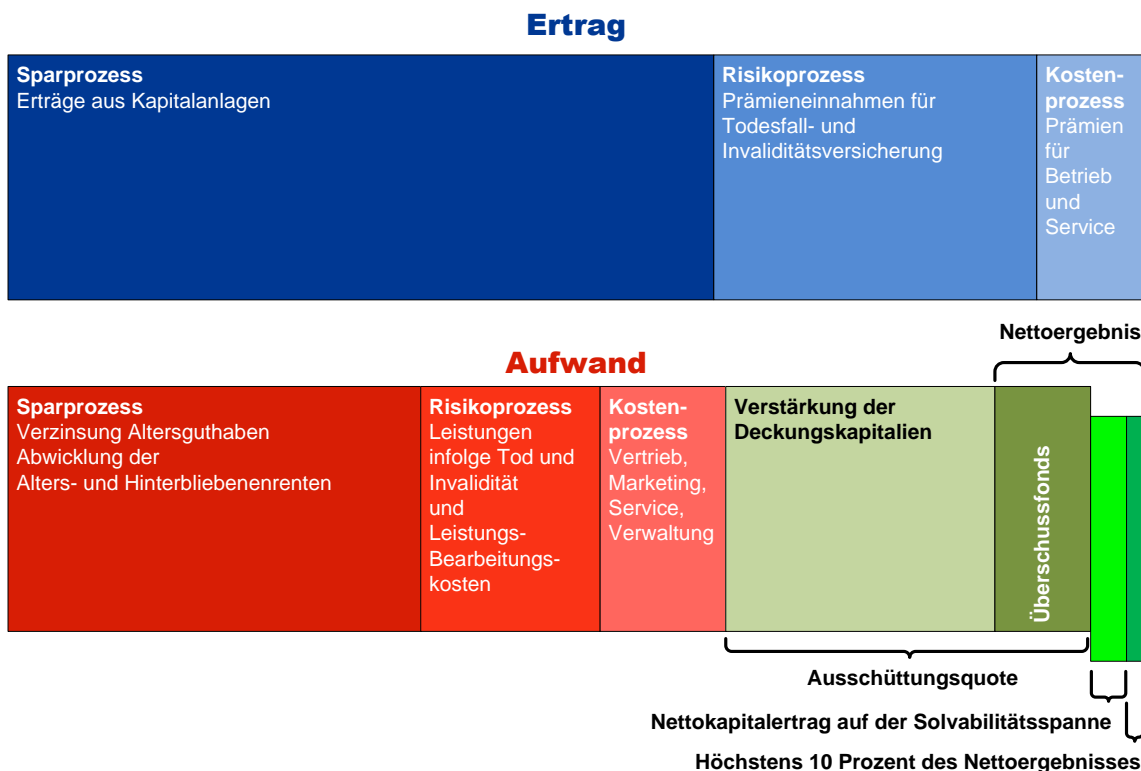 Ertrag
Sparprozess
Erträge aus Kapitalanlagen
Risikoprozess
Prämieneinnahmen für
Todesfall- und
Invaliditätsversicherung
Kosten-
prozess
Prämien
für
Betrieb
und
Service
Nettoergebnis
Aufwand
Sparprozess
Verzinsung Altersguthaben
Abwicklung der
Alters- und Hinterbliebenenrenten
Risikoprozess
Leistungen
infolge Tod und
Invalidität
und
Leistungs-
Bearbeitungs-
kosten
Kosten-
prozess
Vertrieb,
Marketing,
Service,
Verwaltung
Verstärkung der
Deckungskapitalien
Überschussfonds
Ausschüttungsquote
Nettokapitalertrag auf der Solvabilitätsspanne
Höchstens 10 Prozent des Nettoergebnisses